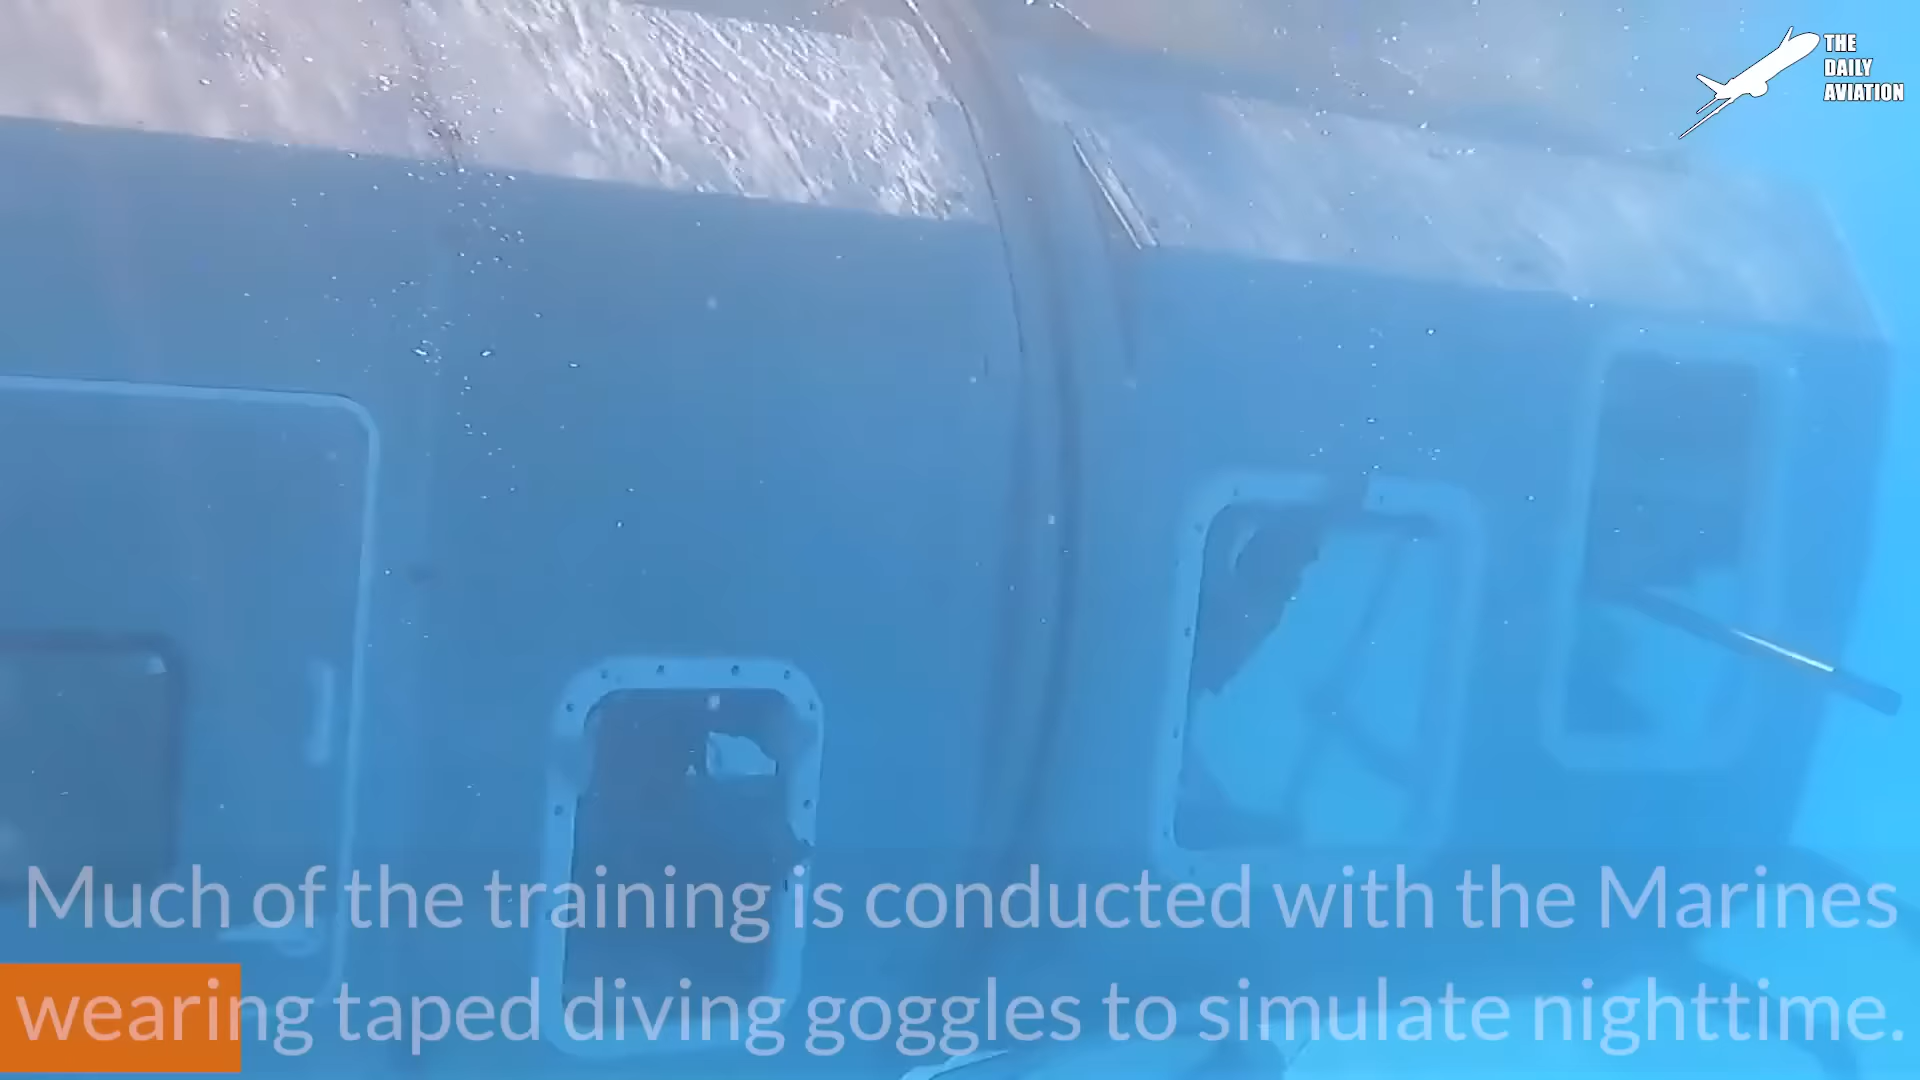 THE
DAILY
AVIATION
Much of the training is conducted with the Marines
wearing taped diving goggles to simulate nighttime.